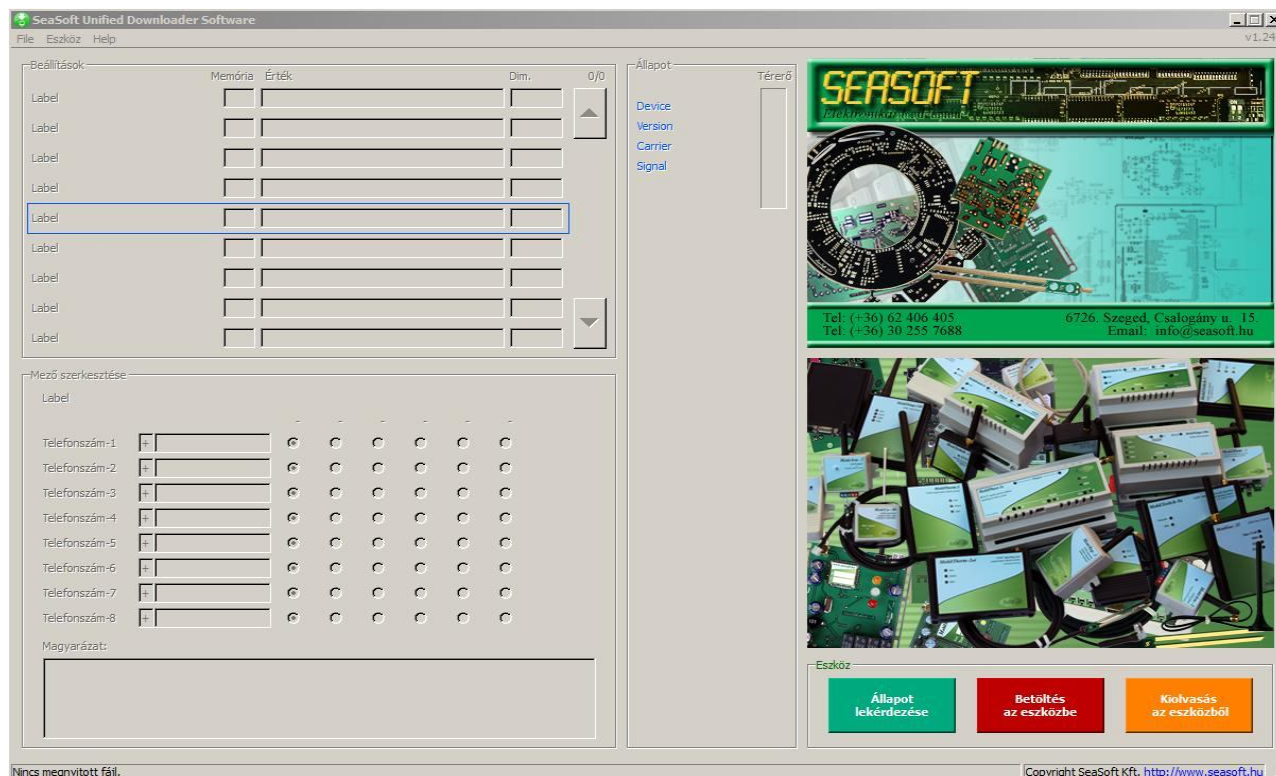 SeaSoft Unified Downloader Software
File Eszköz Help
v1.24
Beállítások
Memória Érték Dim. 0/0
Label
Label
Label
Label
Label
Label
Label
Label
Label
Mező szerkesztése
Label
- - - - - -
Telefonszám-1 +
Telefonszám-2 +
Telefonszám-3 +
Telefonszám-4 +
Telefonszám-5 +
Telefonszám-6 +
Telefonszám-7 +
Telefonszám-8 +
Magyarázat:
Állapot
Térerő
Device
Version
Carrier
Signal
SEASOFT
Tel: (+36) 62 406 405
Tel: (+36) 30 255 7688
6726. Szeged, Csalogány u. 15.
Email: info@seasoft.hu
Eszköz
Állapot
lekérdezése
Betöltés
az eszközbe
Kiolvasás
az eszközből
Nincs megnyitott fájl.
Copyright SeaSoft Kft. http://www.seasoft.hu